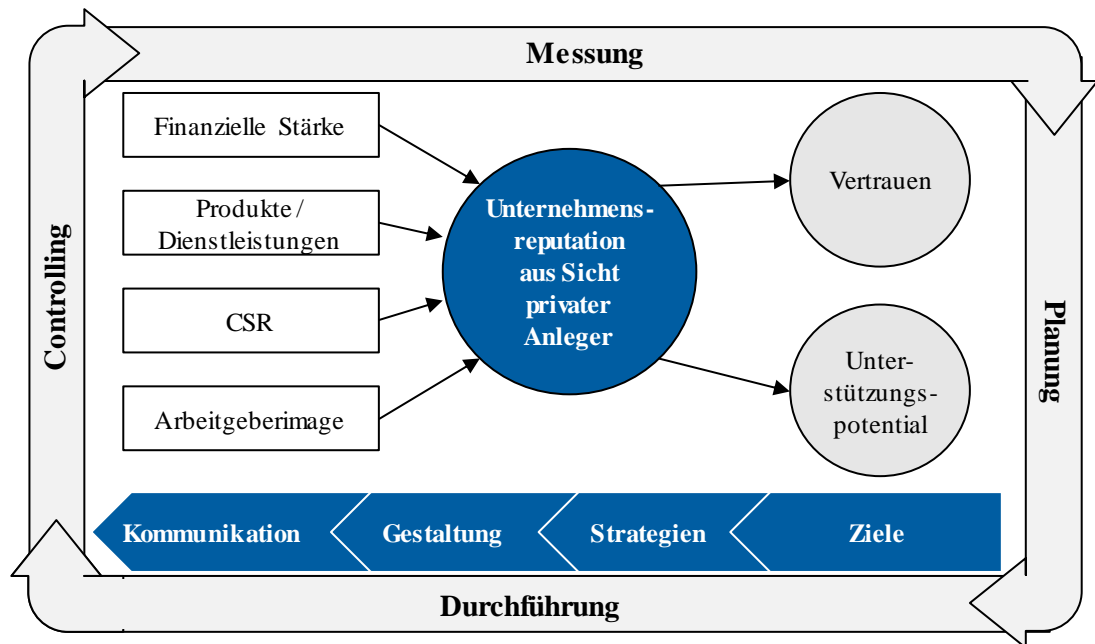 Messung
Controlling
Planung
Finanzielle Stärke
Produkte /
Dienstleistungen
CSR
Arbeitgeberimage
Unternehmens-
reputation
aus Sicht
privater
Anleger
Vertrauen
Unter-
stützungs-
potential
Kommunikation
Gestaltung
Strategien
Ziele
Durchführung